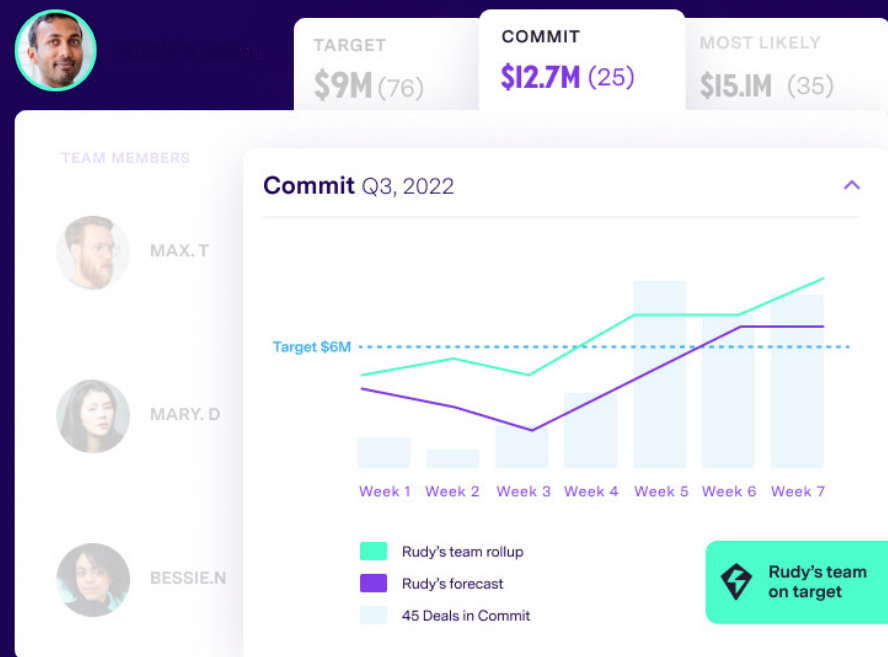 TARGET
$9M (76)
COMMIT
$12.7M (25)
MOST LIKELY
$15.1M (35)
TEAM MEMBERS
MAX. T
MARY. D
BESSIE.N
Commit Q3, 2022
Target $6M
Week 1 Week 2 Week 3 Week 4 Week 5 Week 6 Week 7
Rudy's team rollup
Rudy's forecast
45 Deals in Commit
Rudy's team
on target